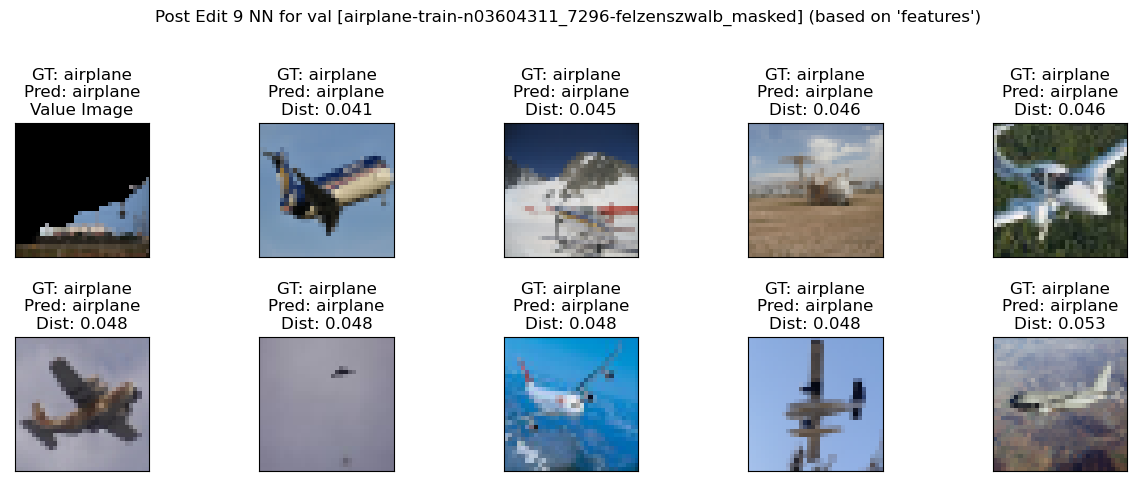 Post Edit 9 NN for val [airplane-train-n03604311_7296-felzenszwalb_masked] (based on 'features')
GT: airplane
Pred: airplane
Value Image
GT: airplane
Pred: airplane
Dist: 0.041
GT: airplane
Pred: airplane
Dist: 0.045
GT: airplane
Pred: airplane
Dist: 0.046
GT: airplane
Pred: airplane
Dist: 0.046
GT: airplane
Pred: airplane
Dist: 0.048
GT: airplane
Pred: airplane
Dist: 0.048
GT: airplane
Pred: airplane
Dist: 0.048
GT: airplane
Pred: airplane
Dist: 0.048
GT: airplane
Pred: airplane
Dist: 0.053